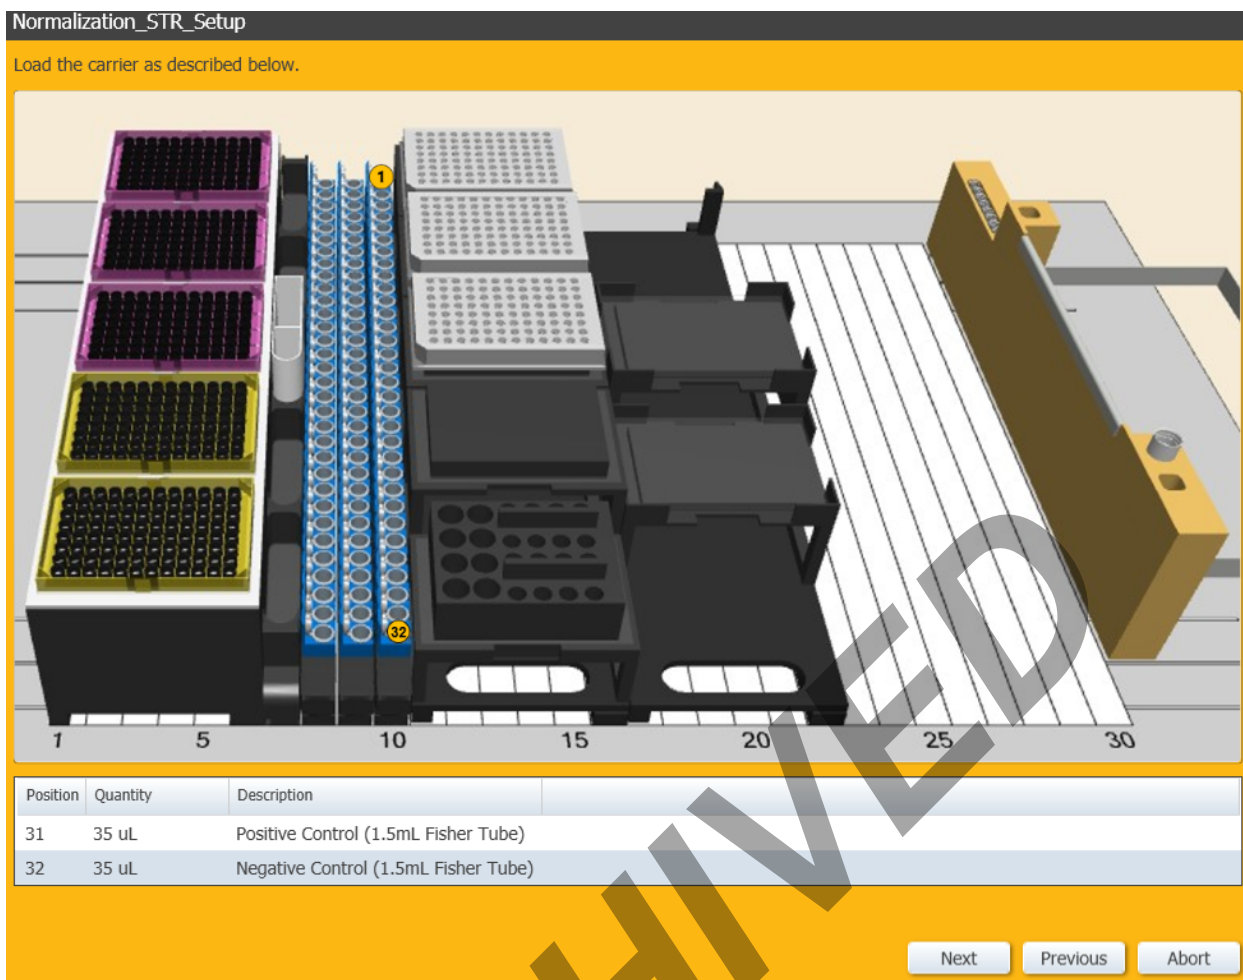 Normalization_STR_Setup
Load the carrier as described below.
1
32
1 5 10 15 20 25 30
Position Quantity Description
31 35 uL Positive Control (1.5mL Fisher Tube)
32 35 uL Negative Control (1.5mL Fisher Tube)
HIVED
Next Previous Abort